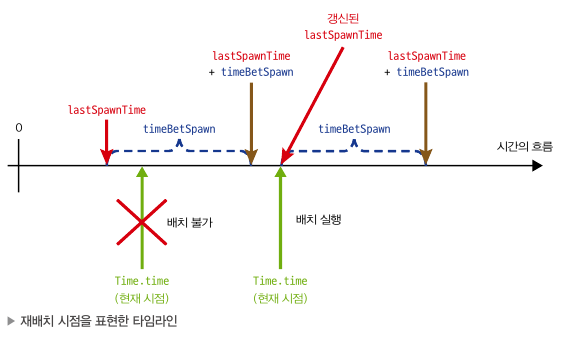 갱신된
lastSpawnTime
lastSpawnTime
+ timeBetSpawn
lastSpawnTime
+ timeBetSpawn
lastSpawnTime
0
timeBetSpawn
timeBetSpawn
시간의 흐름
배치 불가
배치 실행
Time.time
(현재 시점)
Time.time
(현재 시점)
▶ 재배치 시점을 표현한 타임라인